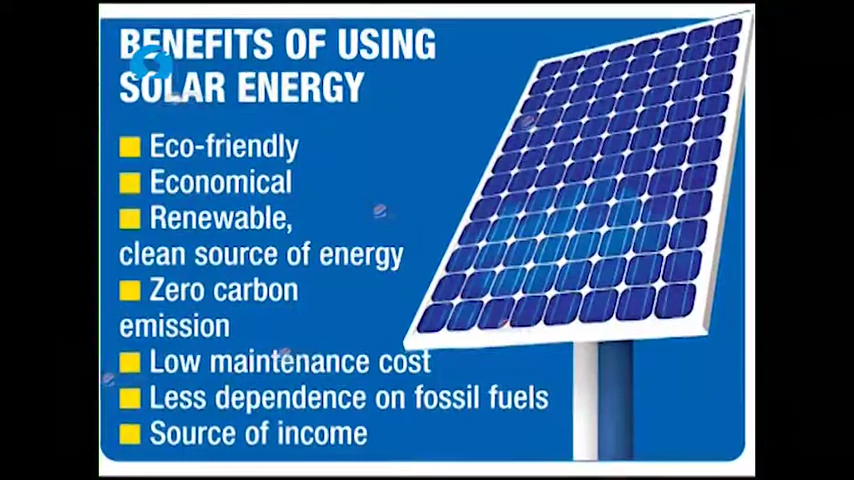 BENEFITS OF USING
SOLAR ENERGY
Eco-friendly
Economical
Renewable,
clean source of energy
Zero carbon
emission
Low maintenance cost
Less dependence on fossil fuels
Source of income